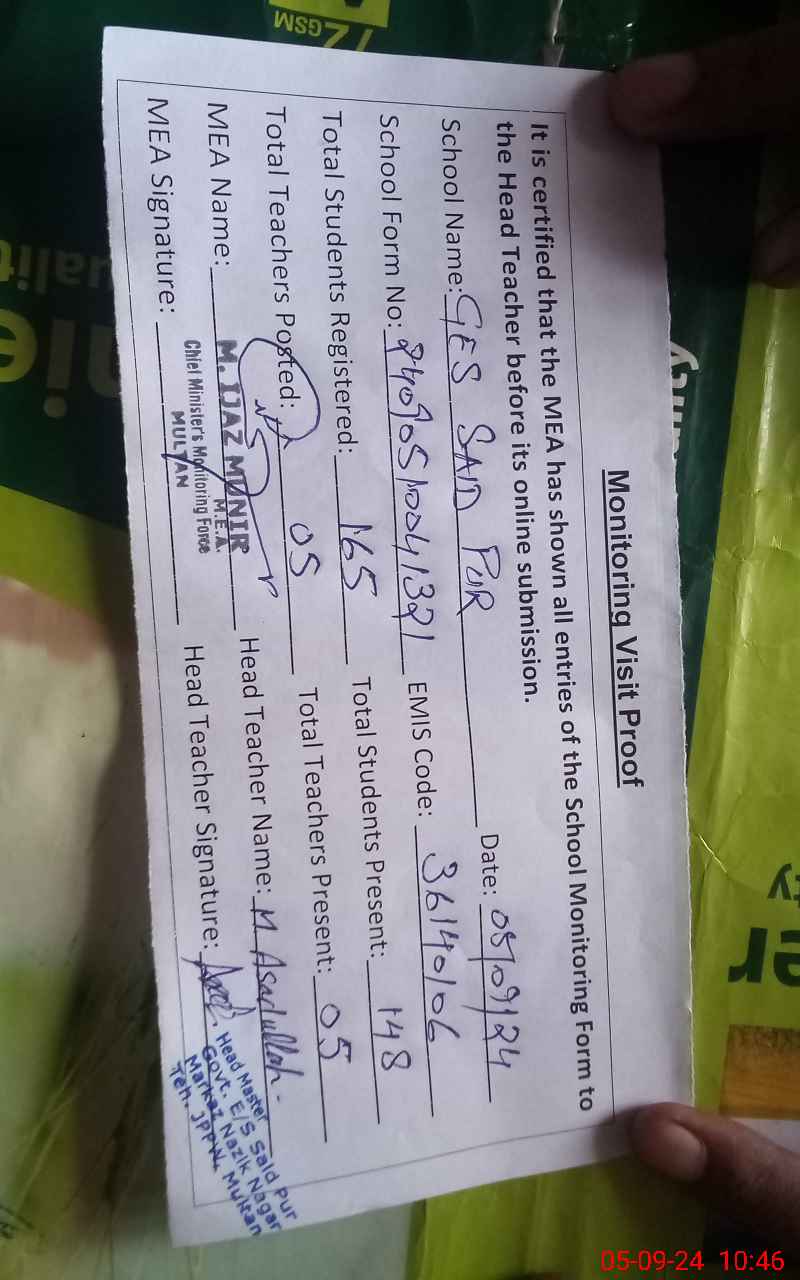 Monitoring Visit Proof
It is certified that the MEA has shown all entries of the School Monitoring Form to
the Head Teacher before its online submission.
School Name: GES SAID PUR Date: 05/09/24
School Form No: 24090510041321 EMIS Code: 36140106
Total Students Registered: 165 Total Students Present: 148
Total Teachers Posted: 05 Total Teachers Present: 05
MEA Name: M. IJAZ MUNIR Head Teacher Name: M. Asadullah.
M.E.A.
Chief Minister's Monitoring Force
MULTAN
MEA Signature: Head Teacher Signature:
Head Master
Govt. E/S Said Pur
Markaz Nazik Nagar
Teh. JPPW. Multan
72GSM
05-09-24 10:46